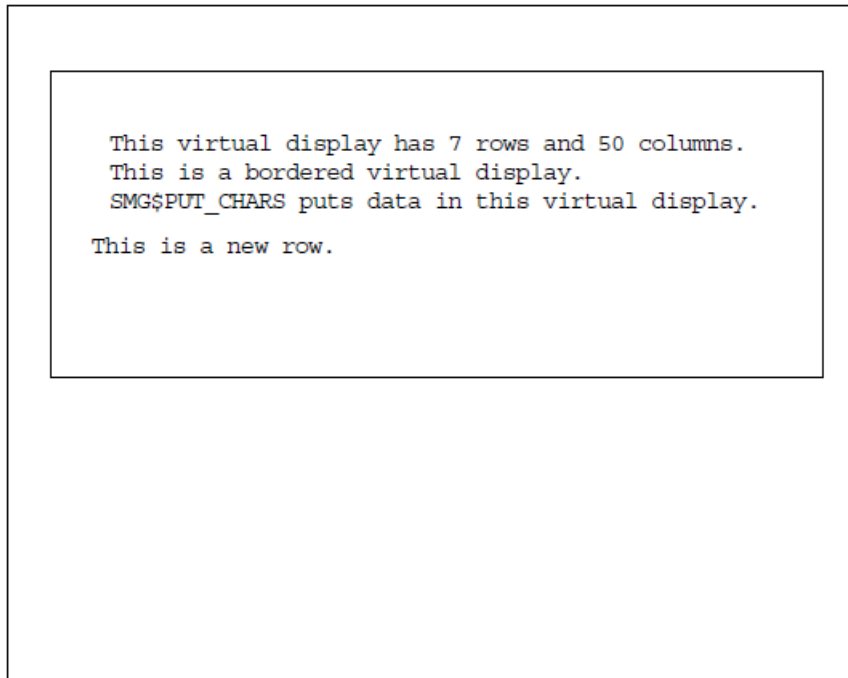 This virtual display has 7 rows and 50 columns.
This is a bordered virtual display.
SMG$PUT_CHARS puts data in this virtual display.
This is a new row.